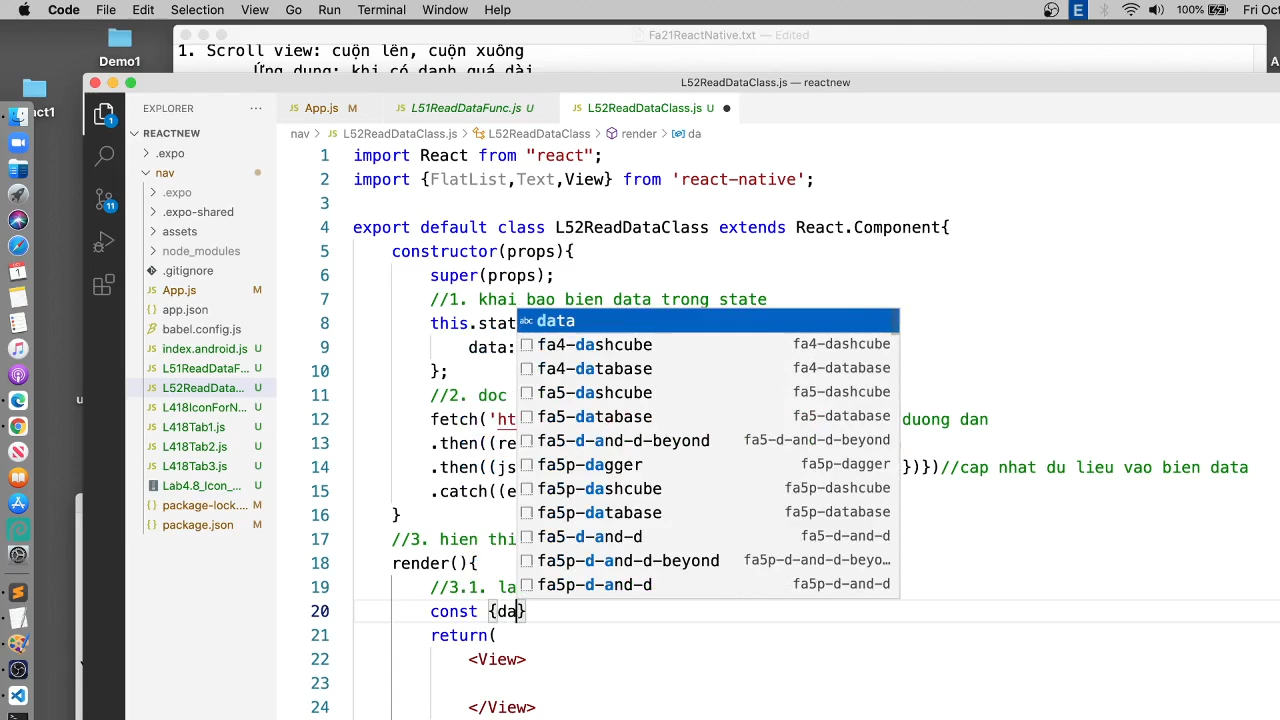 Code File Edit Selection View Go Run Terminal Window Help 100% Fri Oct
Fa21ReactNative.txt — Edited
1. Scroll view: cuộn lên, cuộn xuống
Demo1
L52ReadDataClass.js — reactnew
EXPLORER
App.js M
L51ReadDataFunc.js U
L52ReadDataClass.js U
nav > L52ReadDataClass.js > L52ReadDataClass > render > da
REACTNEW
.expo
nav
.expo
.expo-shared
assets
node_modules
.gitignore
App.js M
app.json
babel.config.js
index.android.js U
L51ReadDataF... U
L52ReadData... U
L418IconForN... U
L418Tab1.js U
L418Tab2.js U
L418Tab3.js U
Lab4.8_Icon_... U
package-lock.... M
package.json M
1 import React from "react";
2 import {FlatList,Text,View} from 'react-native';
3
4 export default class L52ReadDataClass extends React.Component{
5 constructor(props){
6 super(props);
7 //1. khai bao bien data trong state
8 this.stat
9 data:
10 };
11 //2. doc
12 fetch('ht duong dan
13 .then((re
14 .then((js })})//cap nhat du lieu vao bien data
15 .catch((e
16 }
17 //3. hien thi
18 render(){
19 //3.1. la
20 const {da}
21 return(
22 <View>
23
24 </View>
data
fa4-dashcube fa4-dashcube
fa4-database fa4-database
fa5-dashcube fa5-dashcube
fa5-database fa5-database
fa5-d-and-d-beyond fa5-d-and-d-beyond
fa5p-dagger fa5p-dagger
fa5p-dashcube fa5p-dashcube
fa5p-database fa5p-database
fa5-d-and-d fa5-d-and-d
fa5p-d-and-d-beyond fa5p-d-and-d-beyo...
fa5p-d-and-d fa5p-d-and-d